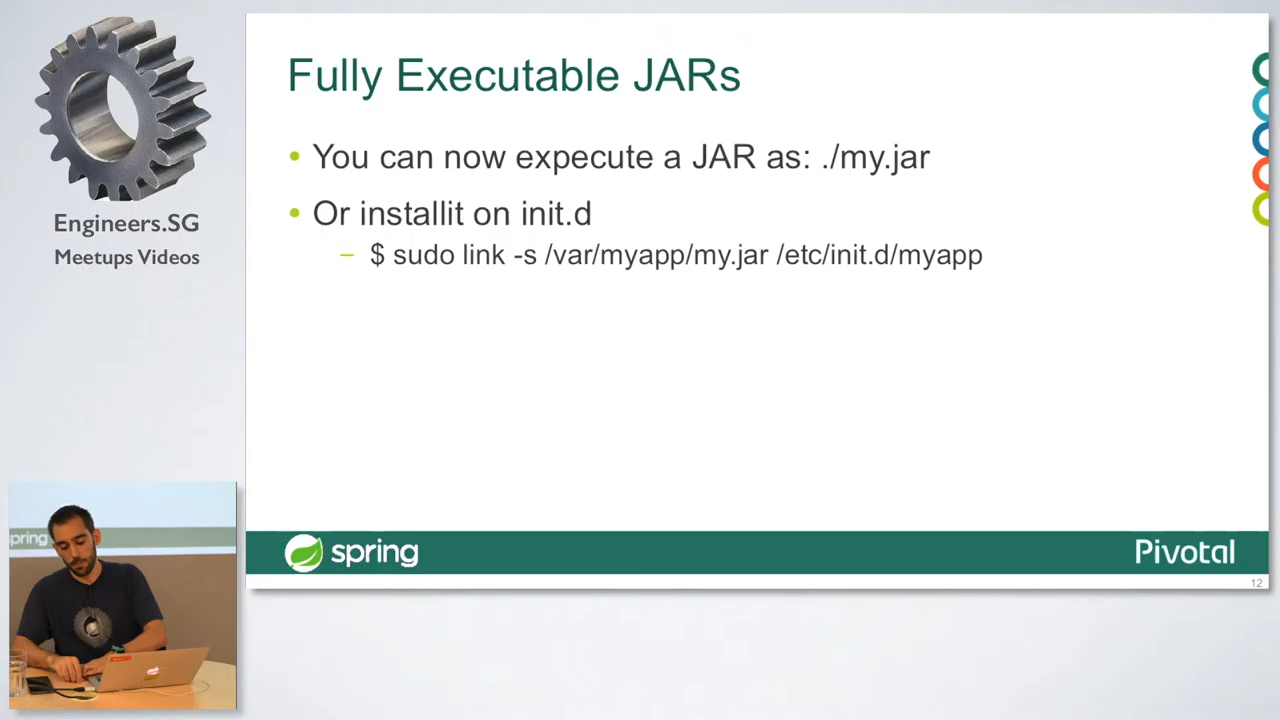 Engineers.SG
Meetups Videos
Fully Executable JARs
• You can now expecute a JAR as: ./my.jar
• Or installit on init.d
– $ sudo link -s /var/myapp/my.jar /etc/init.d/myapp
spring
Pivotal
12
spring